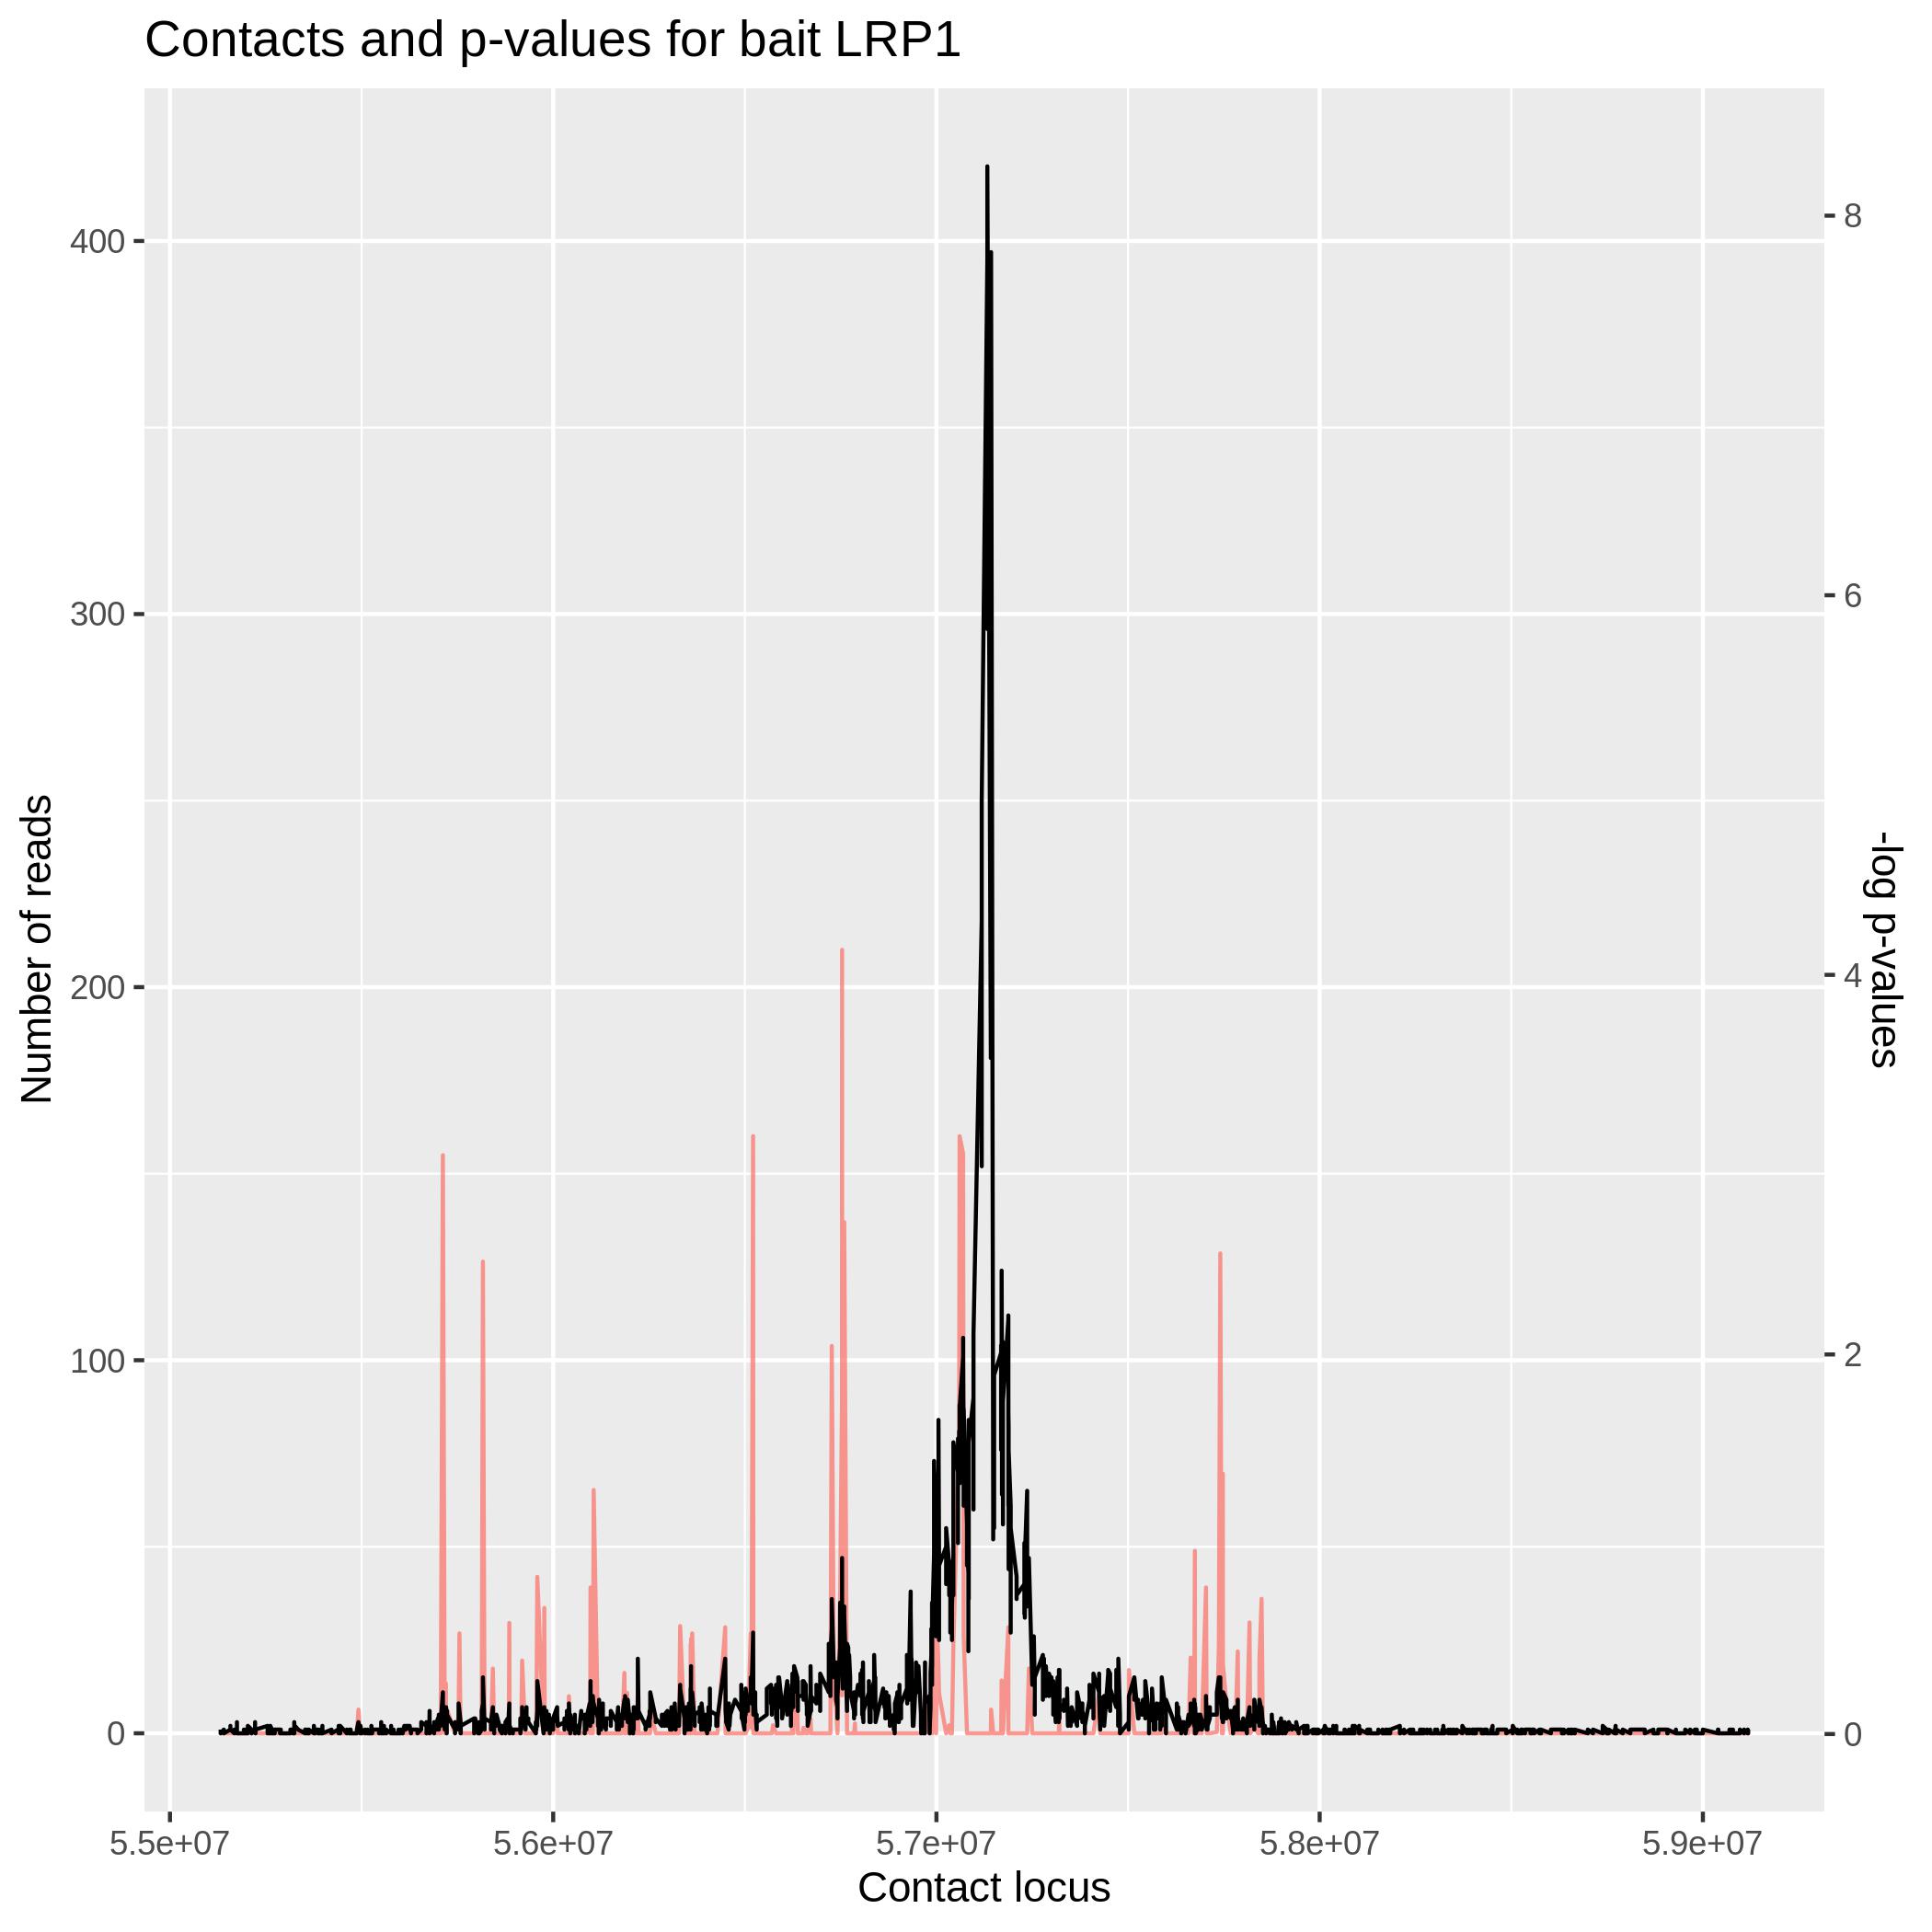 Contacts and p-values for bait LRP1
400
300
200
100
0
8
6
4
2
0
Number of reads
-log p-values
5.5e+07 5.6e+07 5.7e+07 5.8e+07 5.9e+07
Contact locus